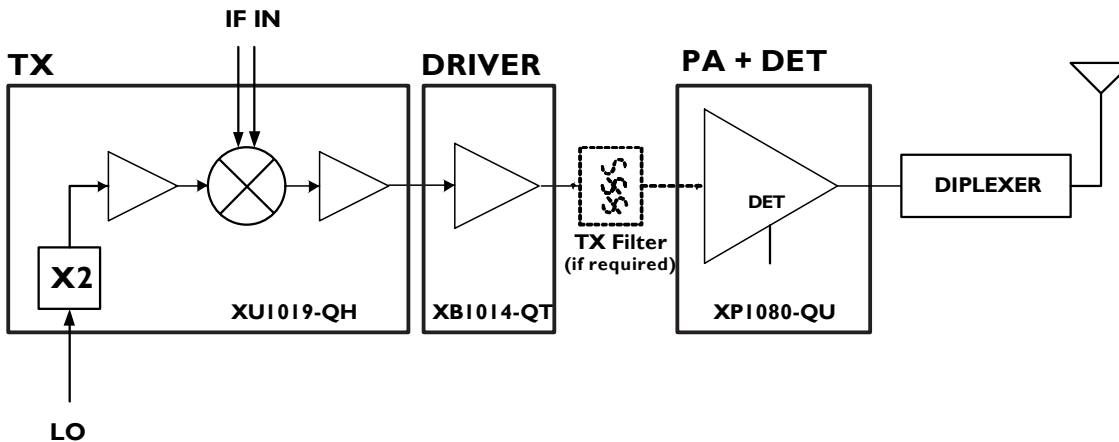 IF IN
TX
DRIVER
PA + DET
DET
DIPLEXER
X2
TX Filter
(if required)
XU1019-QH
XB1014-QT
XP1080-QU
LO